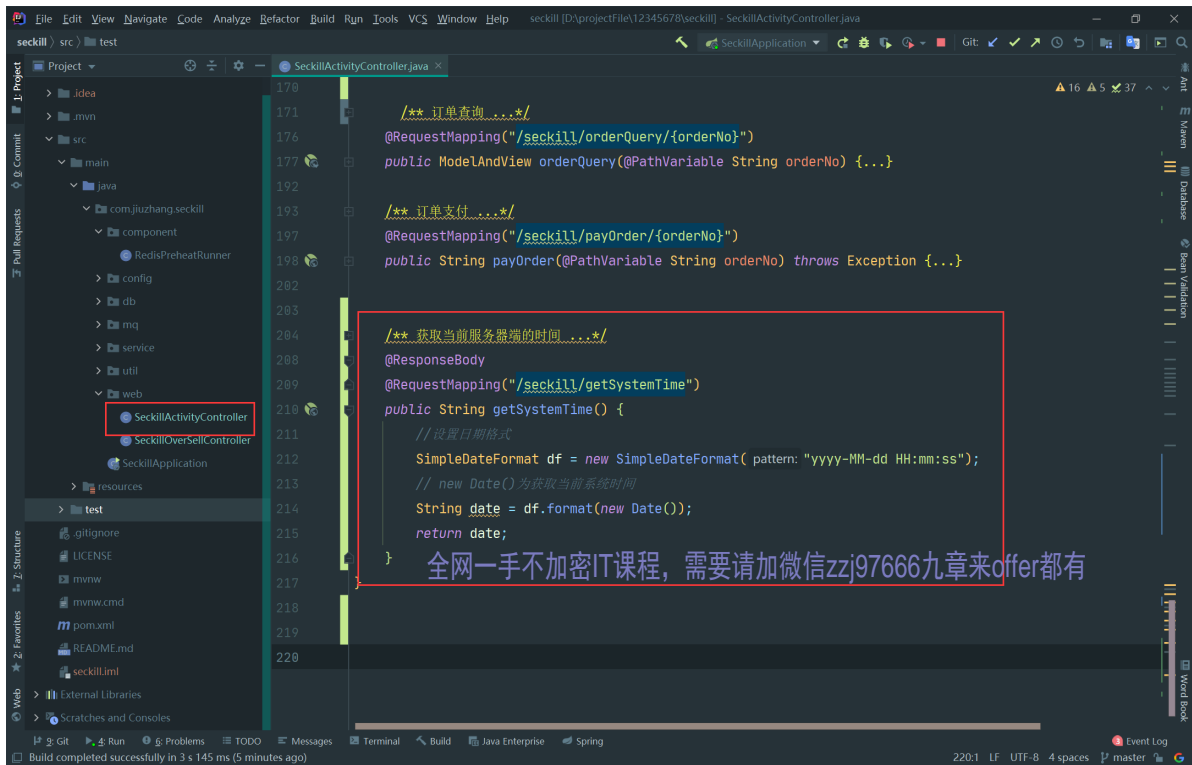 File Edit View Navigate Code Analyze Refactor Build Run Tools VCS Window Help seckill [D:\projectFile\12345678\seckill] - SeckillActivityController.java
seckill 〉 src 〉 test
SeckillApplication
Git:
Project
SeckillActivityController.java ×
.idea
.mvn
src
main
java
com.jiuzhang.seckill
component
RedisPreheatRunner
config
db
mq
service
util
web
SeckillActivityController
SeckillOverSellController
SeckillApplication
resources
test
.gitignore
LICENSE
mvnw
mvnw.cmd
pom.xml
README.md
seckill.iml
External Libraries
Scratches and Consoles
1: Project
0: Commit
Pull Requests
7: Structure
2: Favorites
Web
16 5 37
170
171 /** 订单查询 ...*/
176 @RequestMapping("/seckill/orderQuery/{orderNo}")
177 public ModelAndView orderQuery(@PathVariable String orderNo) {...}
192
193 /** 订单支付 ...*/
197 @RequestMapping("/seckill/payOrder/{orderNo}")
198 public String payOrder(@PathVariable String orderNo) throws Exception {...}
202
203
204 /** 获取当前服务器端的时间 ...*/
208 @ResponseBody
209 @RequestMapping("/seckill/getSystemTime")
210 public String getSystemTime() {
211 //设置日期格式
212 SimpleDateFormat df = new SimpleDateFormat( pattern: "yyyy-MM-dd HH:mm:ss");
213 // new Date()为获取当前系统时间
214 String date = df.format(new Date());
215 return date;
216 }
全网一手不加密IT课程，需要请加微信zzj97666九章来offer都有
217 }
218
219
220
Ant
Maven
Database
Bean Validation
Word Book
9: Git 4: Run 6: Problems TODO Messages Terminal Build Java Enterprise Spring 3 Event Log
Build completed successfully in 3 s 145 ms (5 minutes ago) 220:1 LF UTF-8 4 spaces master